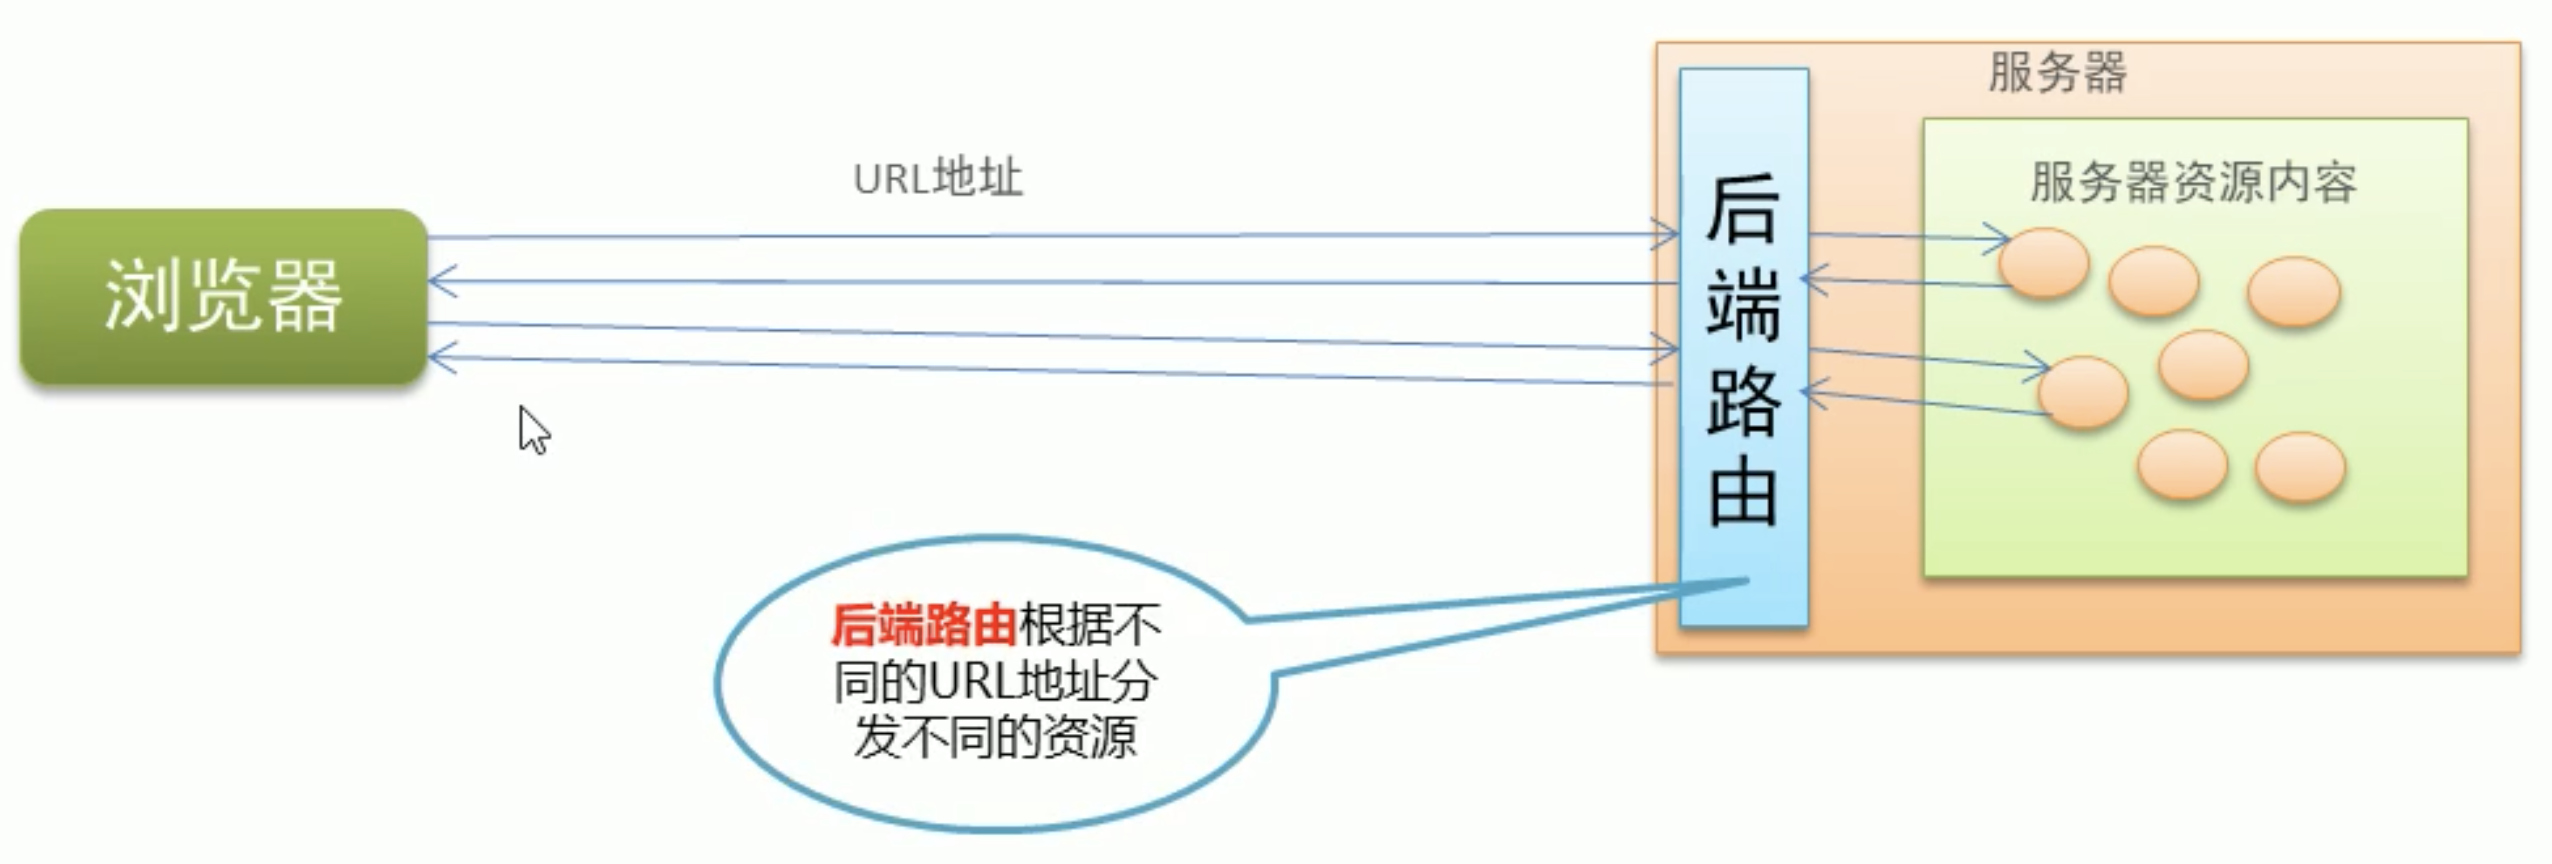 服务器
URL地址
服务器资源内容
浏览器
后端路由
后端路由根据不
同的URL地址分
发不同的资源